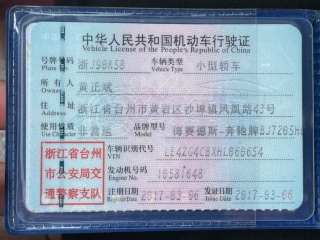 中华人民共和国机动车行驶证
Vehicle License of the People's Republic of China
号牌号码 Plate No. 浙J90K58 车辆类型 Vehicle Type 小型轿车
所有人 Owner 黄正斌
住址 Address 浙江省台州市黄岩区沙埠镇凤凰路43号
使用性质 非营运 品牌型号 Model 梅赛德斯-奔驰牌
浙江省台州
市公安局交
通警察支队
车辆识别代号 VIN
发动机号码 Engine No. 10581648
注册日期 Register Date 2017-03-06 发证日期 Issue Date 2017-03-06